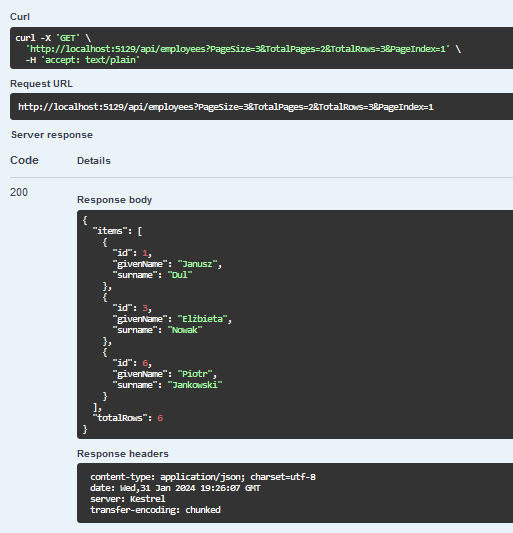 Curl
curl -X 'GET' \
  'http://localhost:5129/api/employees?PageSize=3&TotalPages=2&TotalRows=3&PageIndex=1' \
  -H 'accept: text/plain'
Request URL
http://localhost:5129/api/employees?PageSize=3&TotalPages=2&TotalRows=3&PageIndex=1
Server response
Code Details
200
Response body
{
  "items": [
    {
      "id": 1,
      "givenName": "Janusz",
      "surname": "Dul"
    },
    {
      "id": 3,
      "givenName": "Elżbieta",
      "surname": "Nowak"
    },
    {
      "id": 6,
      "givenName": "Piotr",
      "surname": "Jankowski"
    }
  ],
  "totalRows": 6
}
Response headers
content-type: application/json; charset=utf-8
date: Wed,31 Jan 2024 19:26:07 GMT
server: Kestrel
transfer-encoding: chunked